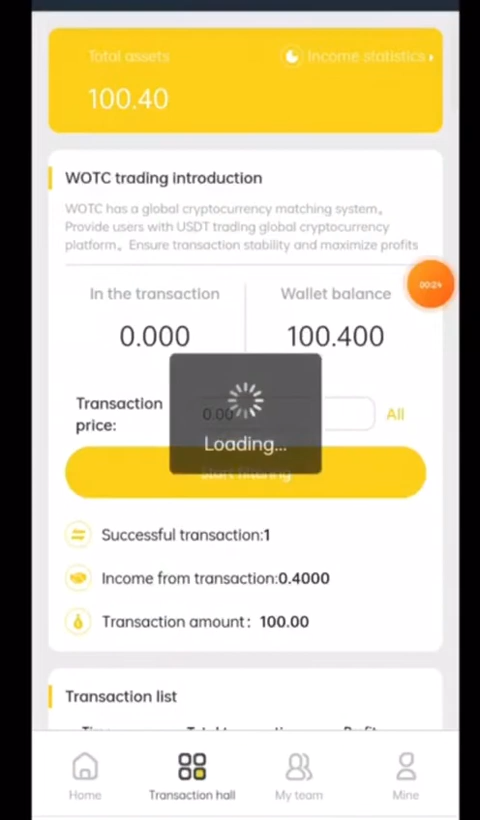 Total assets
Income statistics
100.40
WOTC trading introduction
WOTC has a global cryptocurrency matching system。
Provide users with USDT trading global cryptocurrency
platform。Ensure transaction stability and maximize profits
00:24
In the transaction
Wallet balance
0.000
100.400
Transaction
price:
0.00
All
Loading...
Start filtering
Successful transaction:1
Income from transaction:0.4000
Transaction amount: 100.00
Transaction list
Home
Transaction hall
My team
Mine